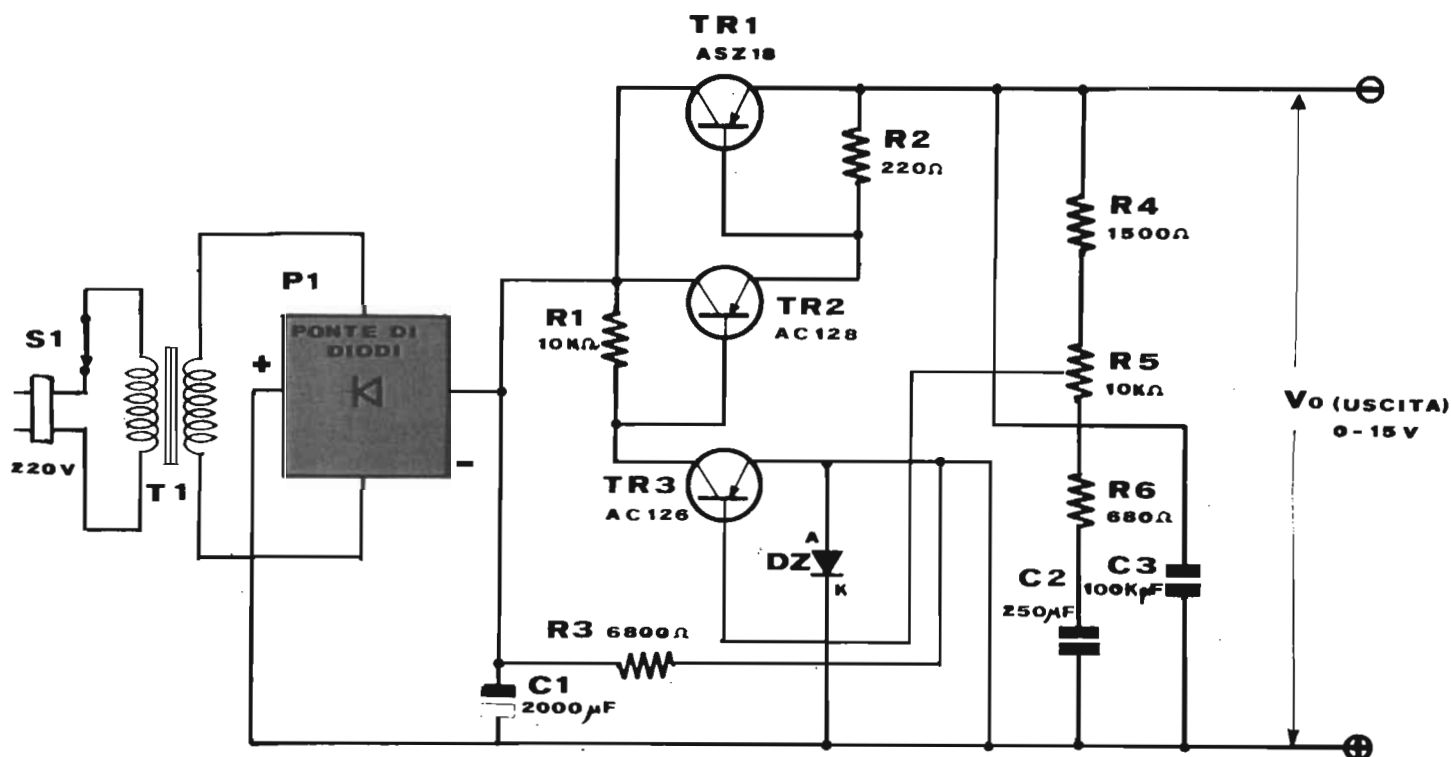 TR1
ASZ18
R2
220Ω
R4
1500Ω
P1
PONTE DI
DIODI
S1
+
-
220V
T1
R1
10KΩ
TR2
AC128
R5
10KΩ
Vo (USCITA)
0-15V
TR3
AC126
R6
680Ω
A
DZ
K
C2
250µF
C3
100KpF
R3 6800Ω
C1
2000µF